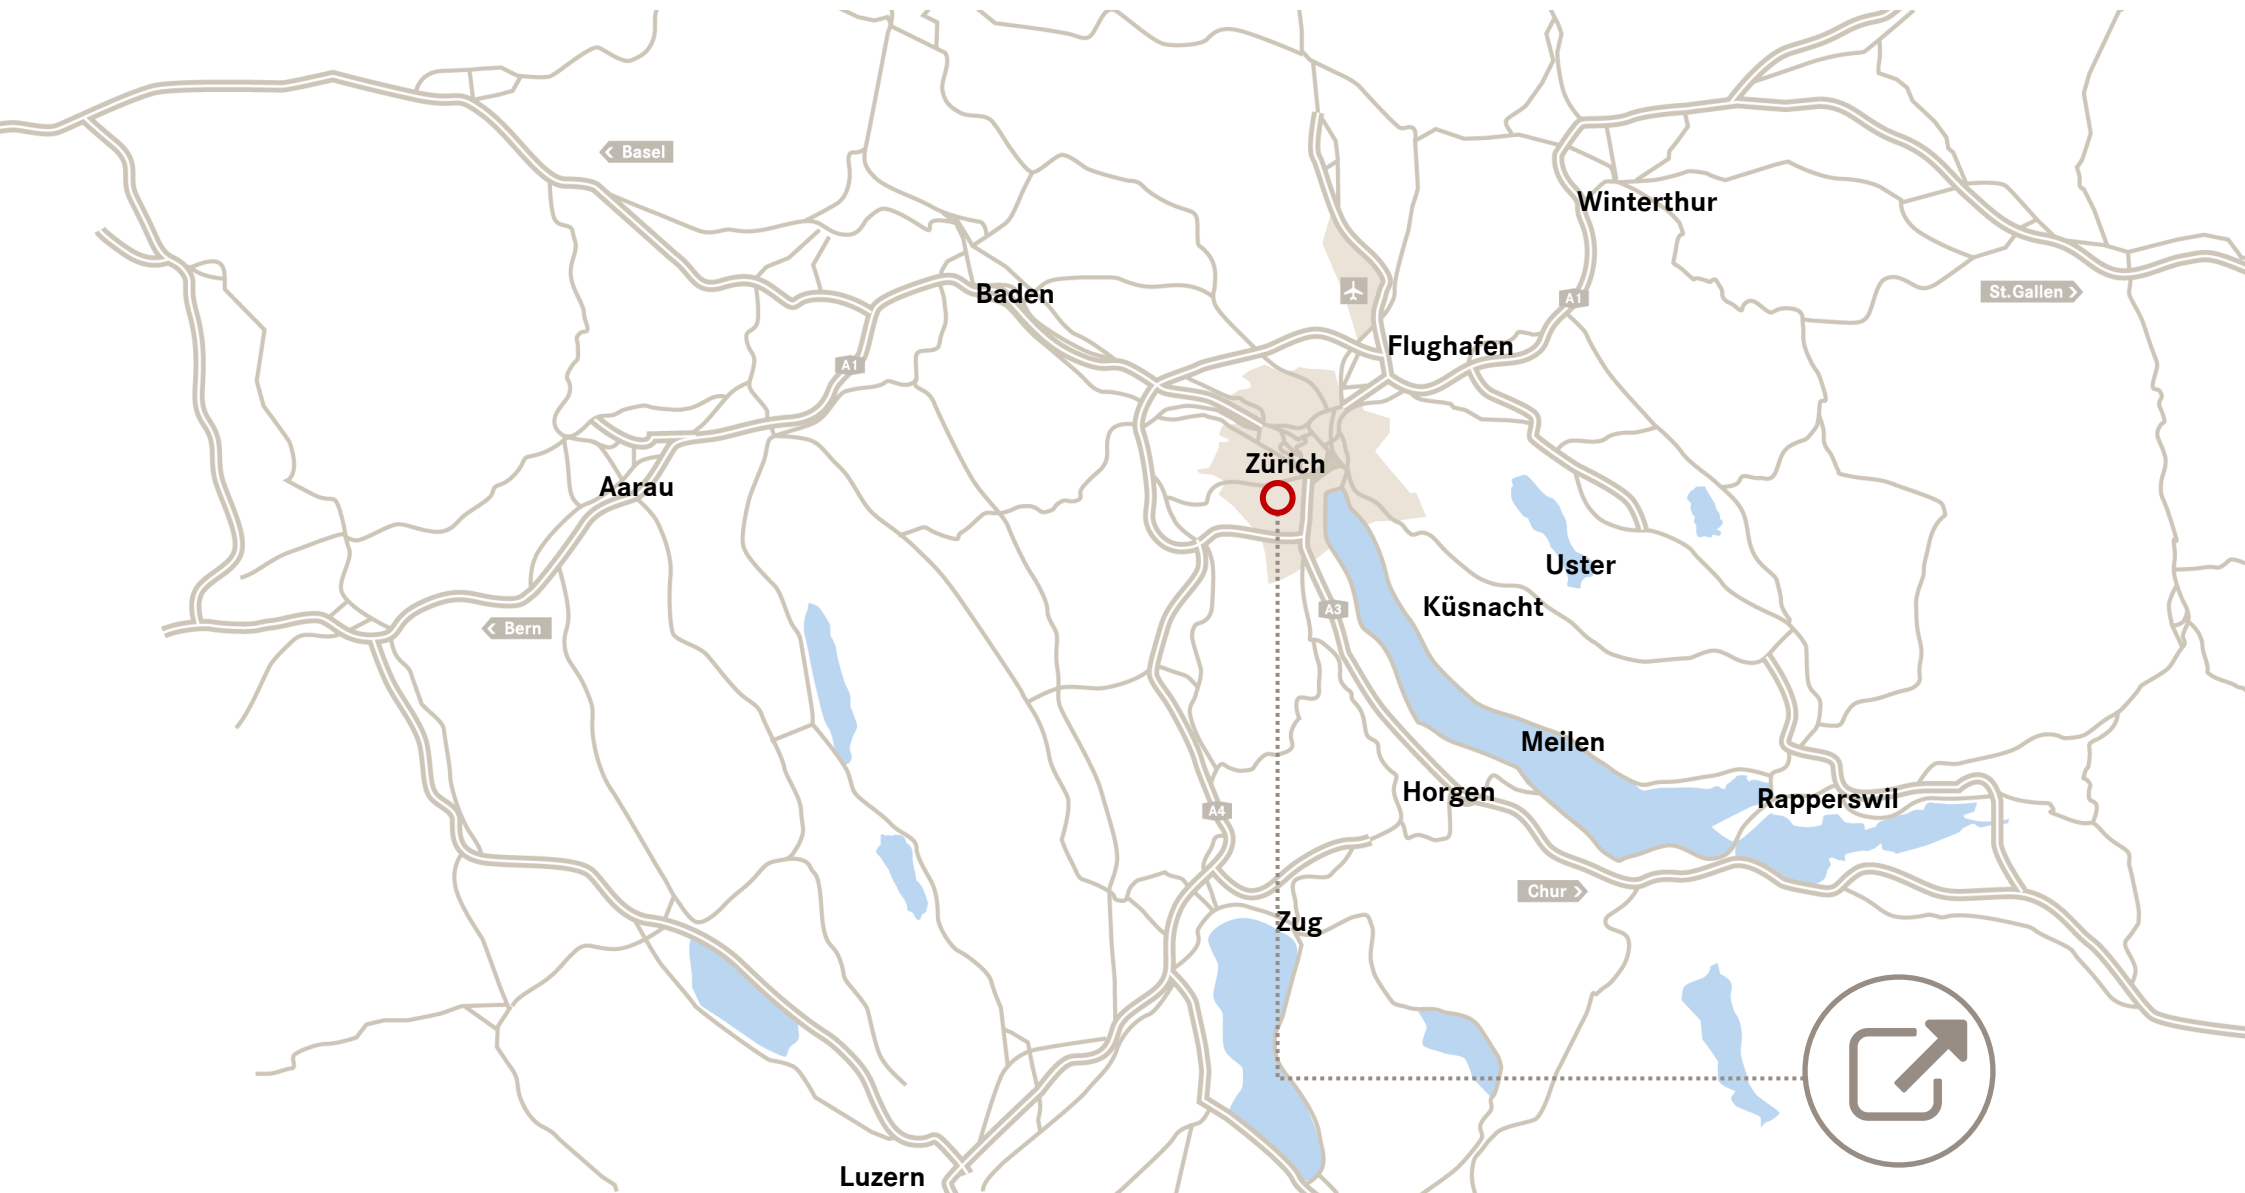 Basel
Winterthur
St.Gallen
Baden
A1
Flughafen
A1
Zürich
Aarau
Uster
Küsnacht
A3
Bern
Meilen
Horgen
Rapperswil
A4
Chur
Zug
Luzern